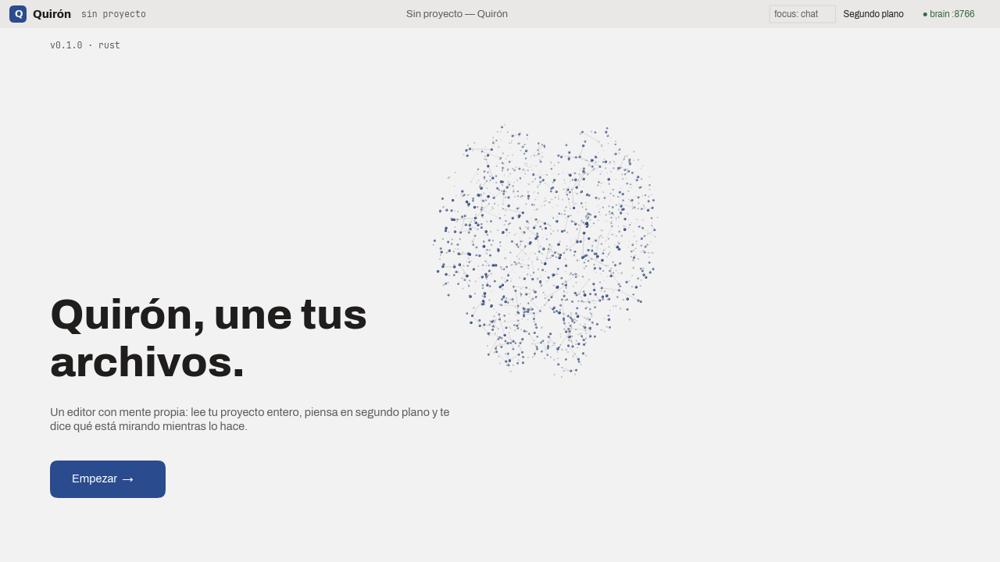 Q Quirón sin proyecto Sin proyecto — Quirón focus: chat Segundo plano ● brain :8766
v0.1.0 · rust
Quirón, une tus
archivos.
Un editor con mente propia: lee tu proyecto entero, piensa en segundo plano y te
dice qué está mirando mientras lo hace.
Empezar →